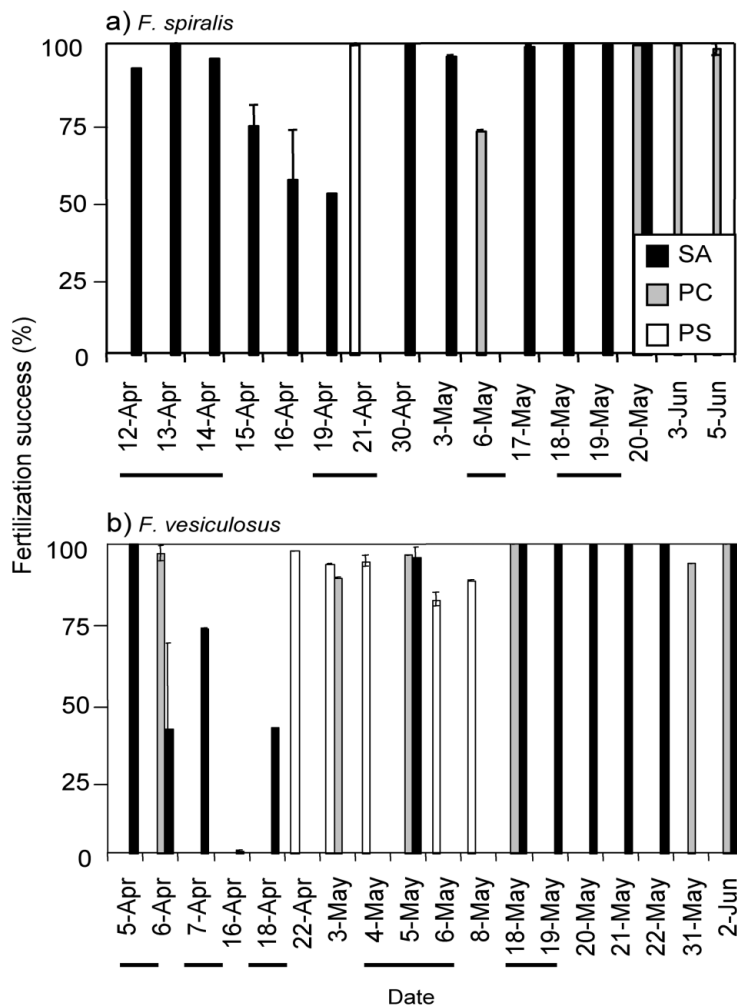 a) F. spiralis
100
75
50
25
0
SA
PC
PS
12-Apr
13-Apr
14-Apr
15-Apr
16-Apr
19-Apr
21-Apr
30-Apr
3-May
6-May
17-May
18-May
19-May
20-May
3-Jun
5-Jun
Fertilization success (%)
b) F. vesiculosus
100
75
50
25
0
5-Apr
6-Apr
7-Apr
16-Apr
18-Apr
22-Apr
3-May
4-May
5-May
6-May
8-May
18-May
19-May
20-May
21-May
22-May
31-May
2-Jun
Date